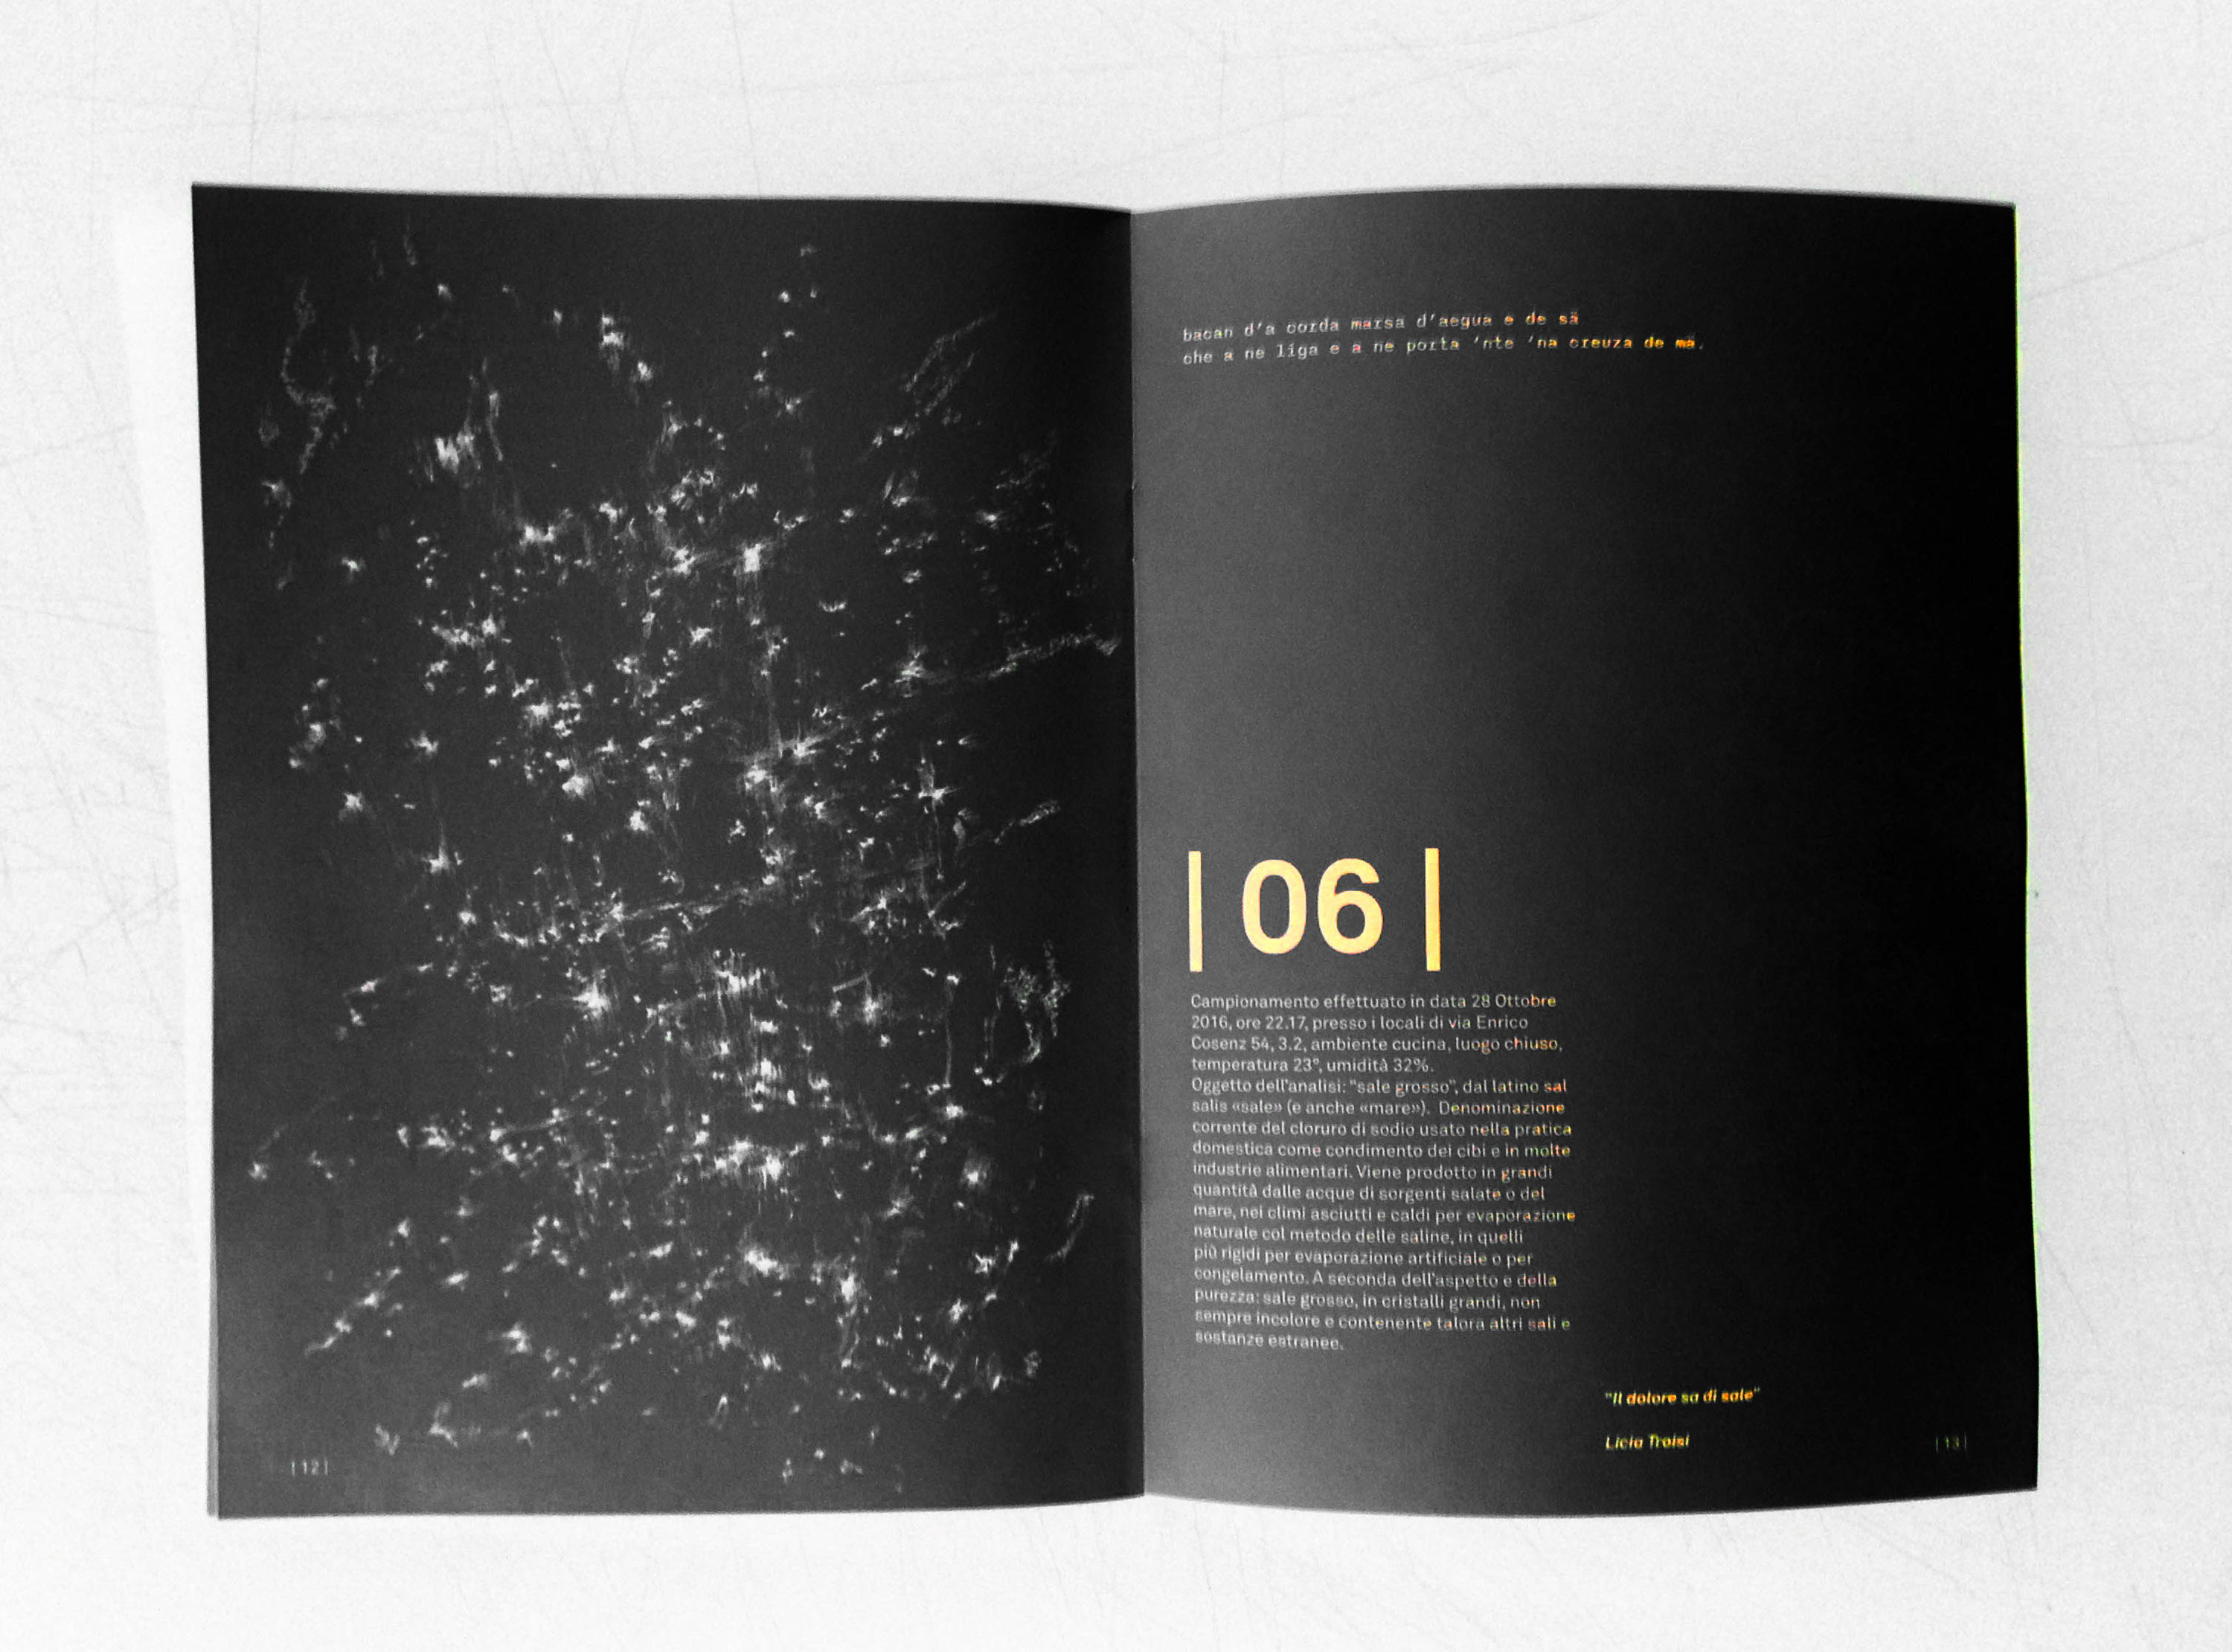 bacan d'a corda marsa d'aegua e de sä
che a ne liga e a ne porta 'nte 'na creuza de mä.
| 06 |
Campionamento effettuato in data 28 Ottobre
2016, ore 22.17, presso i locali di via Enrico
Cosenz 54, 3.2, ambiente cucina, luogo chiuso,
temperatura 23°, umidità 32%.
Oggetto dell'analisi: "sale grosso", dal latino sal
salis «sale» (e anche «mare»). Denominazione
corrente del cloruro di sodio usato nella pratica
domestica come condimento dei cibi e in molte
industrie alimentari. Viene prodotto in grandi
quantità dalle acque di sorgenti salate o del
mare, nei climi asciutti e caldi per evaporazione
naturale col metodo delle saline, in quelli
più rigidi per evaporazione artificiale o per
congelamento. A seconda dell'aspetto e della
purezza: sale grosso, in cristalli grandi, non
sempre incolore e contenente talora altri sali e
sostanze estranee.
"Il dolore sa di sale"
Licia Troisi
|12|
|13|